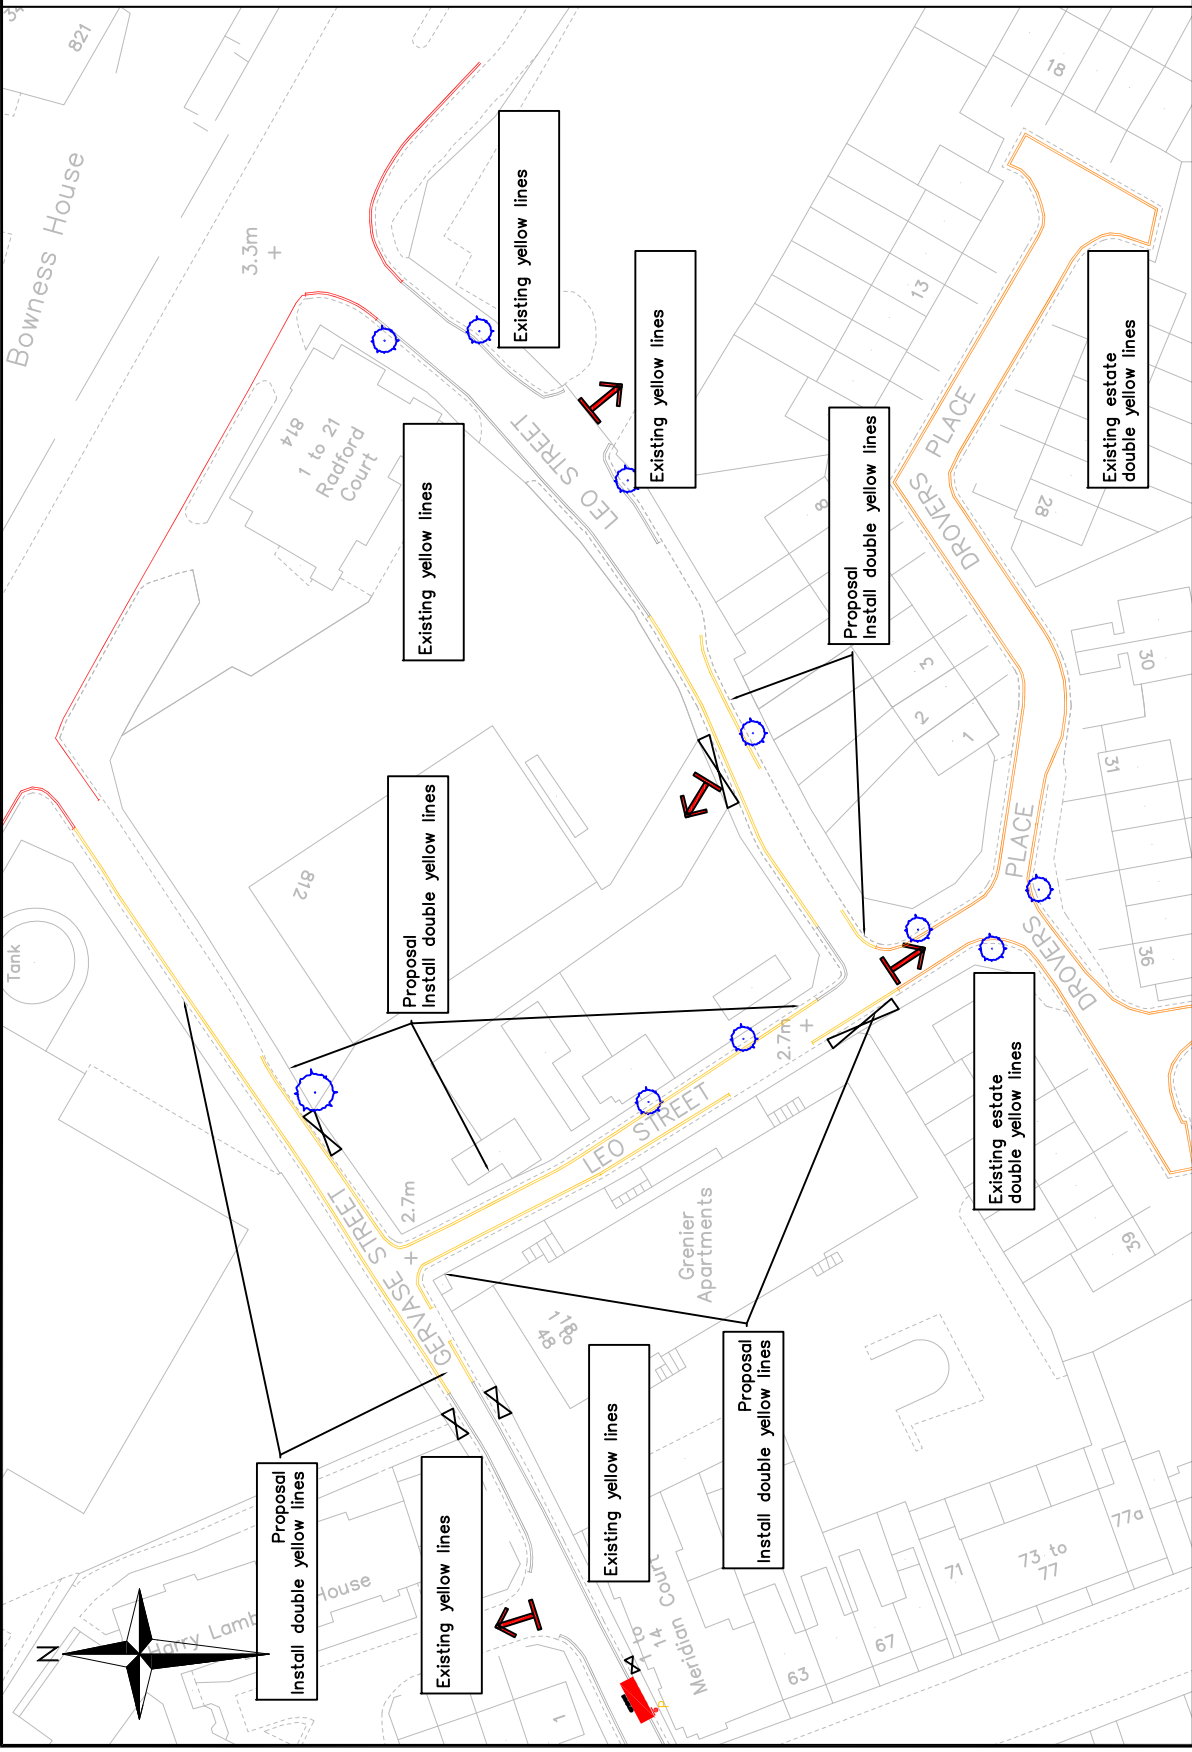 34
821
Bowness House
3.3m
18
Existing yellow lines
13
Existing yellow lines
814
1 to 21
Radford
Court
LEO STREET
Existing yellow lines
8
Proposal
Install double yellow lines
DROVERS PLACE
28
Existing estate
double yellow lines
3
2
1
30
31
812
Proposal
Install double yellow lines
PLACE
DROVERS
36
Tank
2.7m
LEO STREET
2.7m
GERVASE STREET
Grenier
Apartments
48 to
118
39
Existing estate
double yellow lines
Proposal
Install double yellow lines
Existing yellow lines
Existing yellow lines
Proposal
Install double yellow lines
N
House
1 to
14
Meridian Court
63
67
71
73 to
77
77a
1